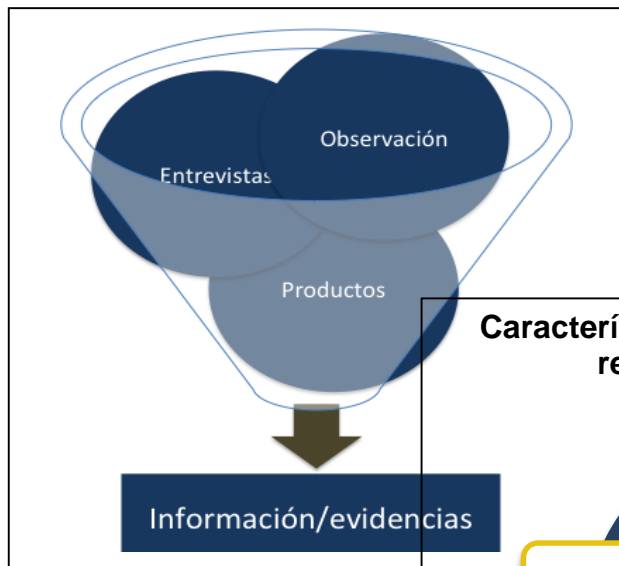 Observación
Entrevistas
Productos
Información/evidencias